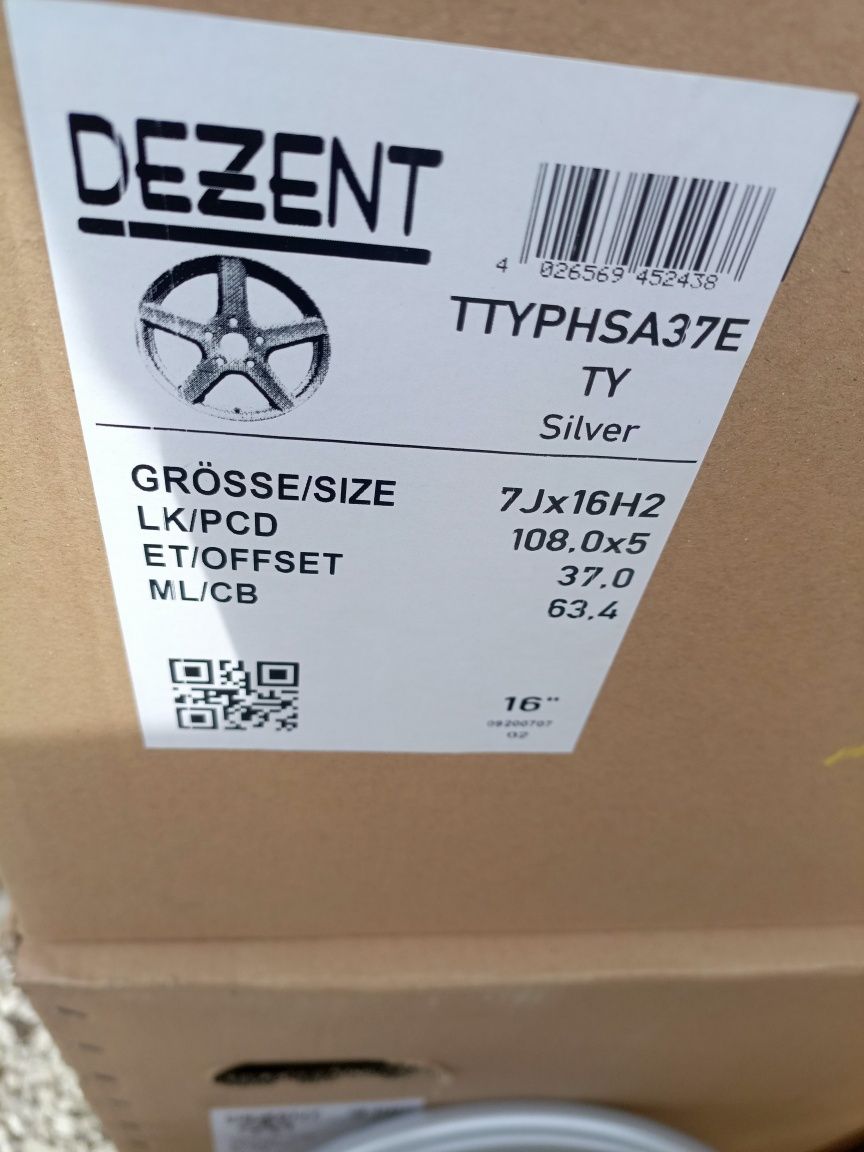 DEZENT
4 026569 452438
TTYPHSA37E
TY
Silver
GRÖSSE/SIZE 7Jx16H2
LK/PCD 108.0x5
ET/OFFSET 37.0
ML/CB 63.4
16"
09200707
G2